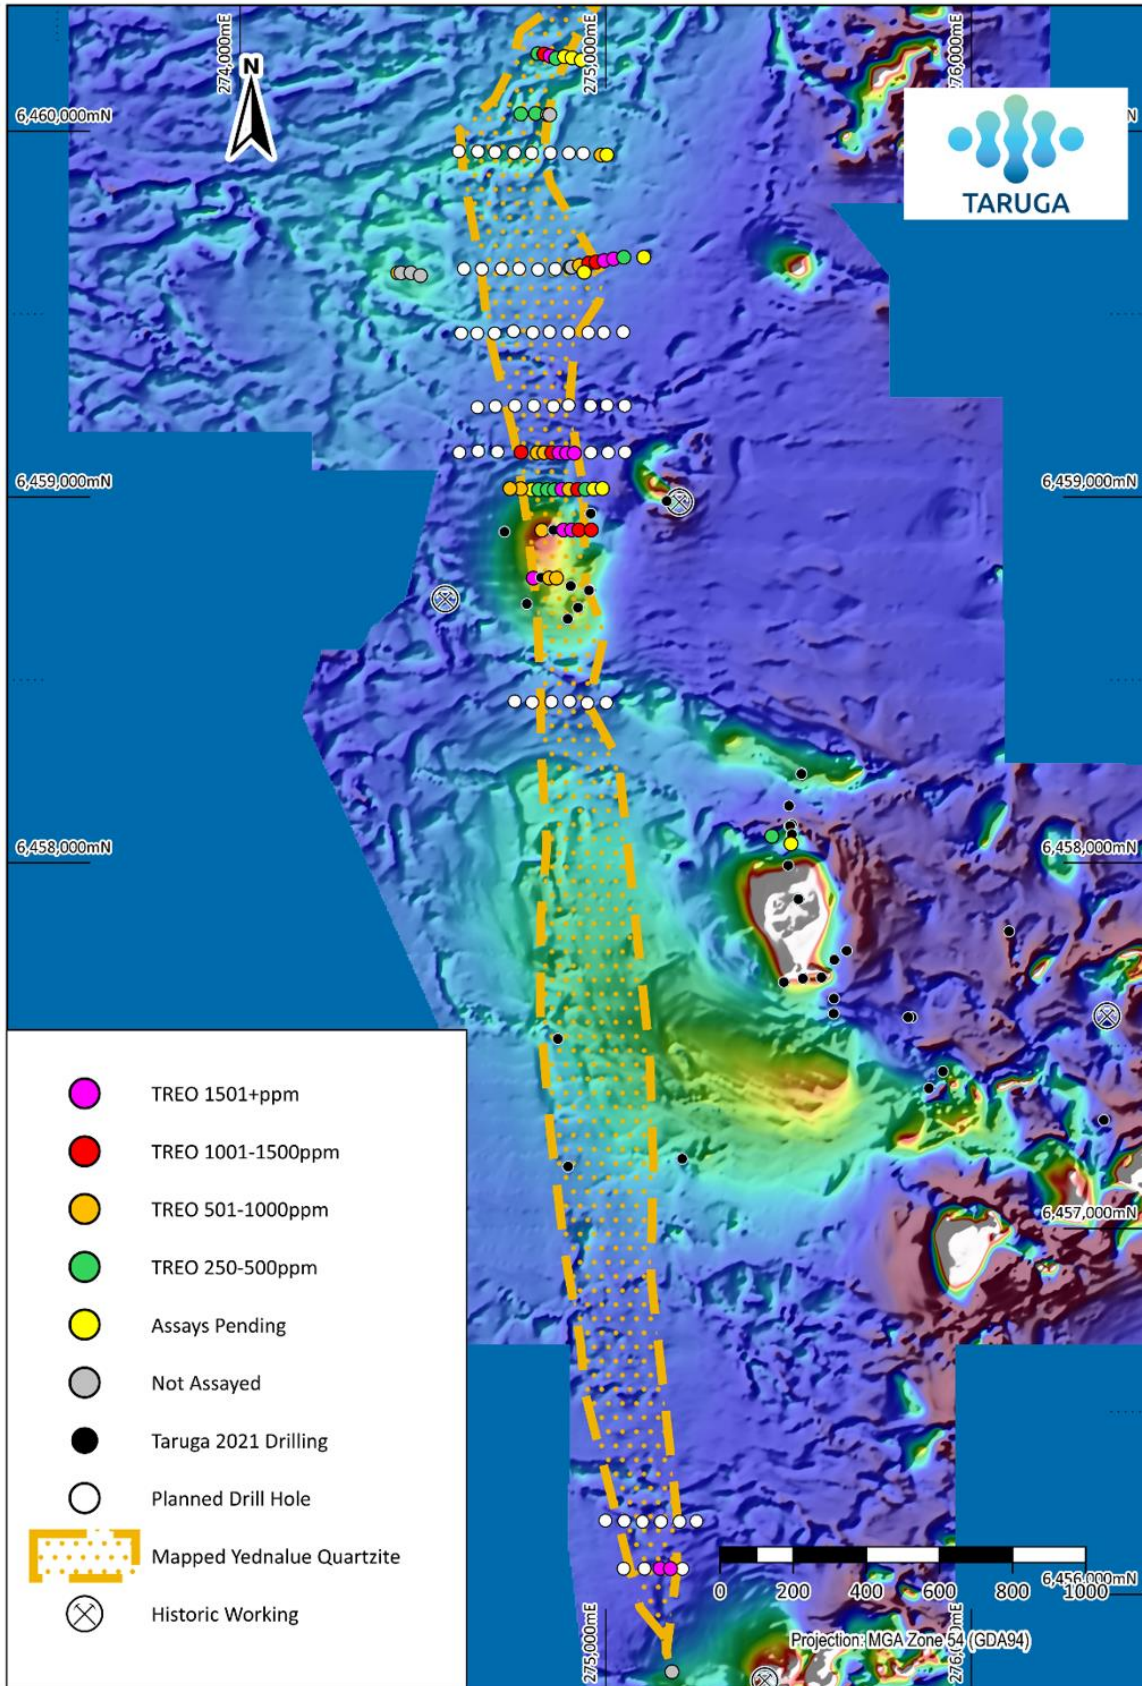 274,000mE
275,000mE
276,000mE
N
6,460,000mN
N
TARUGA
6,459,000mN
6,459,000mN
6,458,000mN
6,458,000mN
TREO 1501+ppm
TREO 1001-1500ppm
TREO 501-1000ppm
6,457,000mN
TREO 250-500ppm
Assays Pending
Not Assayed
Taruga 2021 Drilling
Planned Drill Hole
Mapped Yednalue Quartzite
Historic Working
6,456,000mN
0 200 400 600 800 1000
275,000mE
Projection: MGA Zone 54 (GDA94)